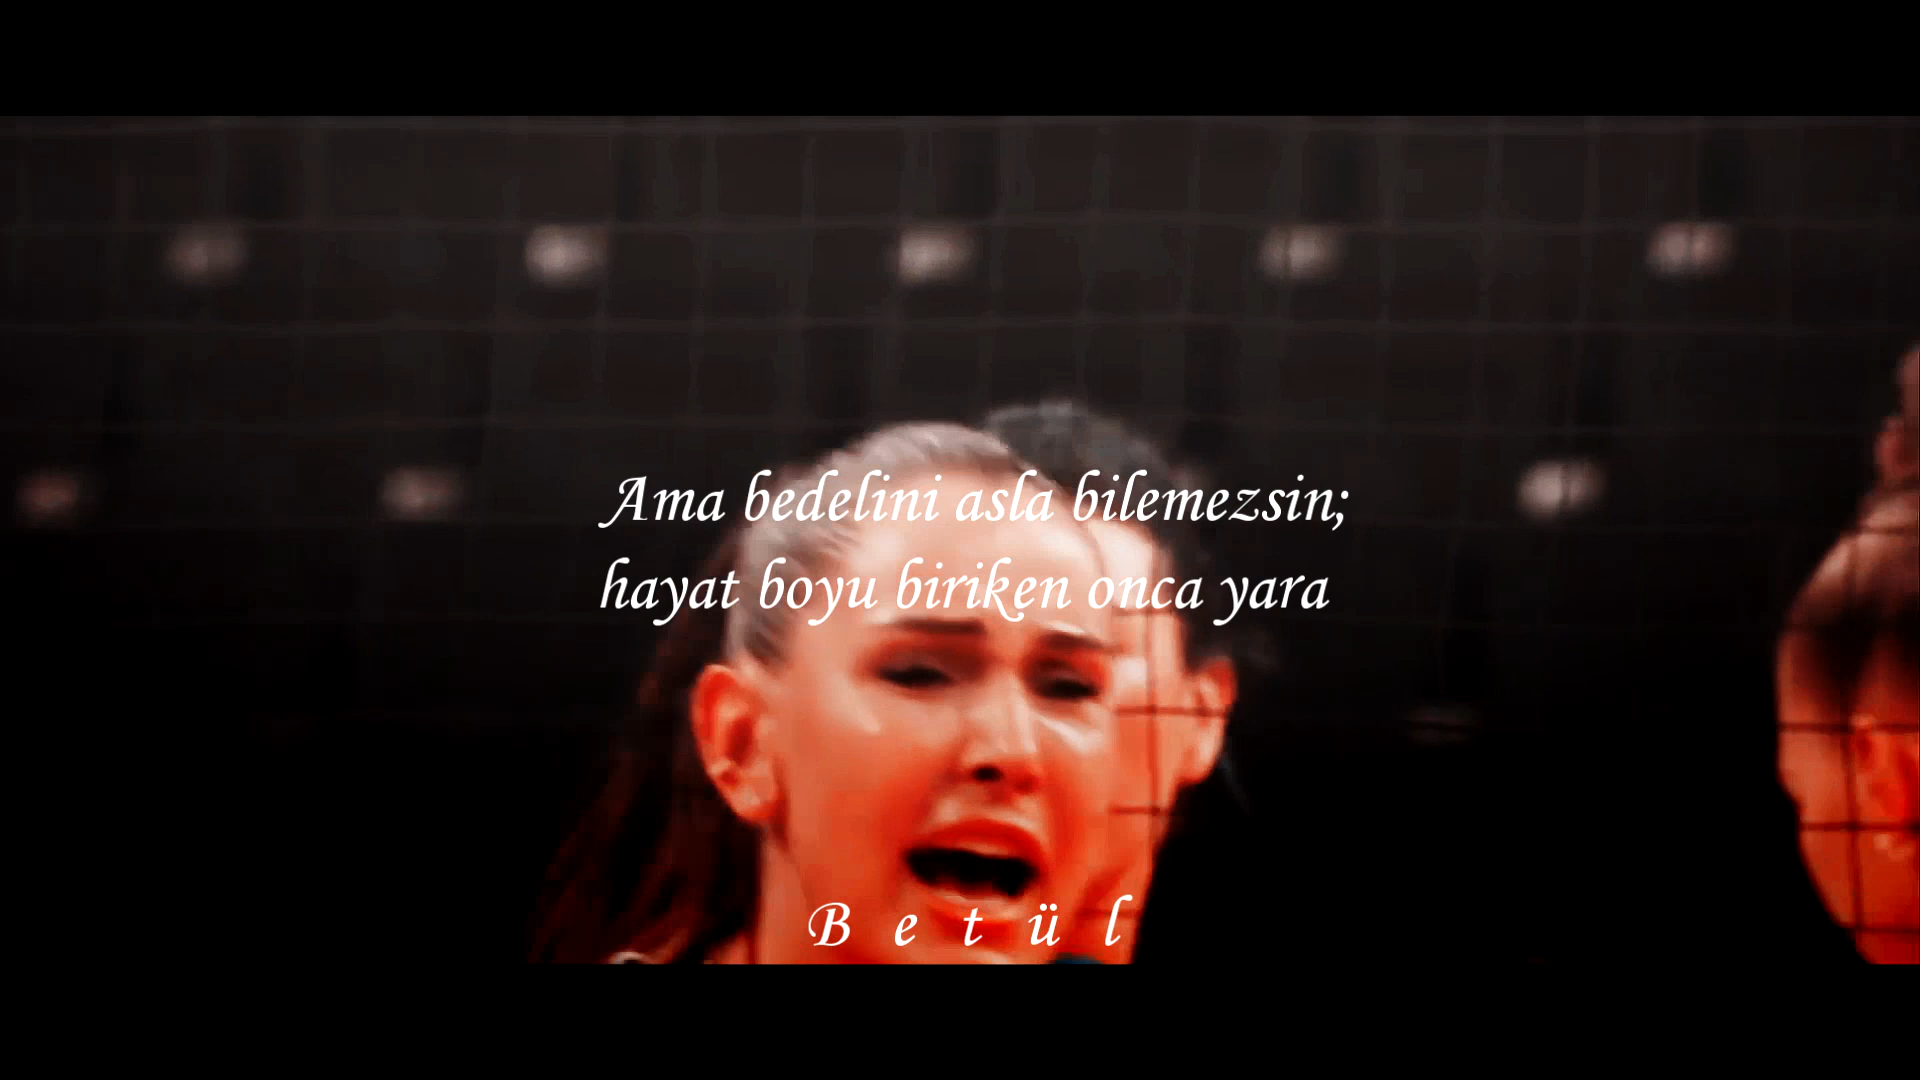 Ama bedelini asla bilemezsin;
hayat boyu biriken onca yara
B e t ü l